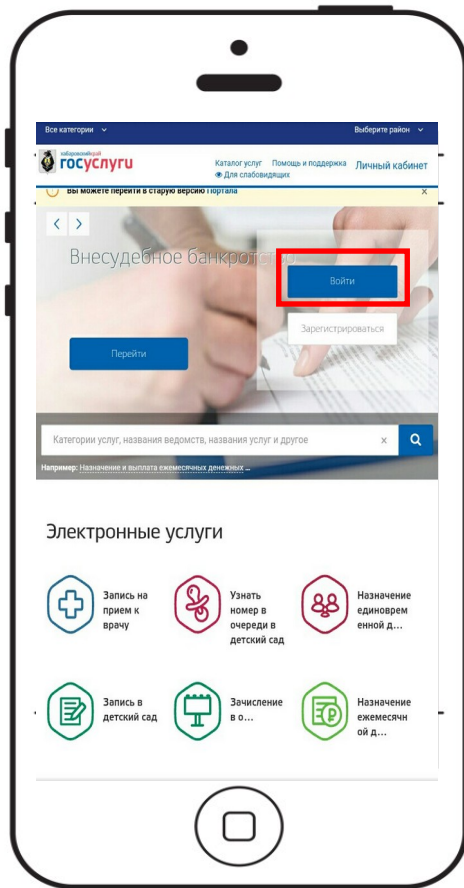 Все категории
Выберите район
хабаровскийкрай
госуслуги
Каталог услуг Помощь и поддержка Личный кабинет
Для слабовидящих
Вы можете перейти в старую версию Портала
Внесудебное банкротство
Войти
Зарегистрироваться
Перейти
Категории услуг, названия ведомств, названия услуг и другое
Например: Назначение и выплата ежемесячных денежных ...
Электронные услуги
Запись на
прием к
врачу
Узнать
номер в
очереди в
детский сад
Назначение
единоврем
енной д...
Запись в
детский сад
Зачисление
в о...
Назначение
ежемесячн
ой д...